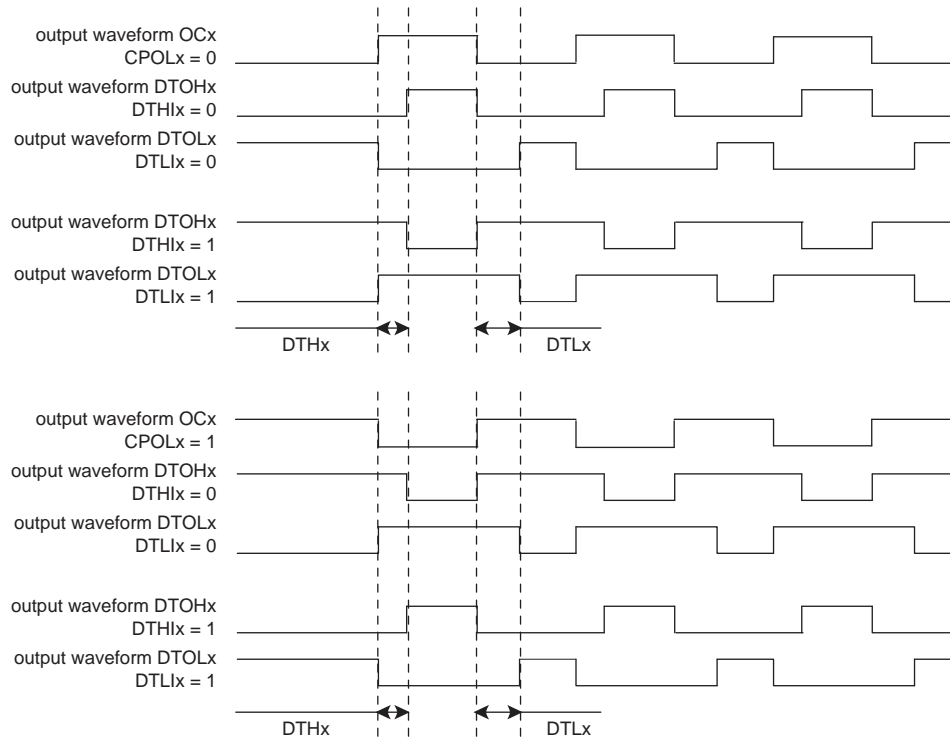 output waveform OCx
CPOLx = 0
output waveform DTOHx
DTHIx = 0
output waveform DTOLx
DTLIx = 0
output waveform DTOHx
DTHIx = 1
output waveform DTOLx
DTLIx = 1
DTHx
DTLx
output waveform OCx
CPOLx = 1
output waveform DTOHx
DTHIx = 0
output waveform DTOLx
DTLIx = 0
output waveform DTOHx
DTHIx = 1
output waveform DTOLx
DTLIx = 1
DTHx
DTLx